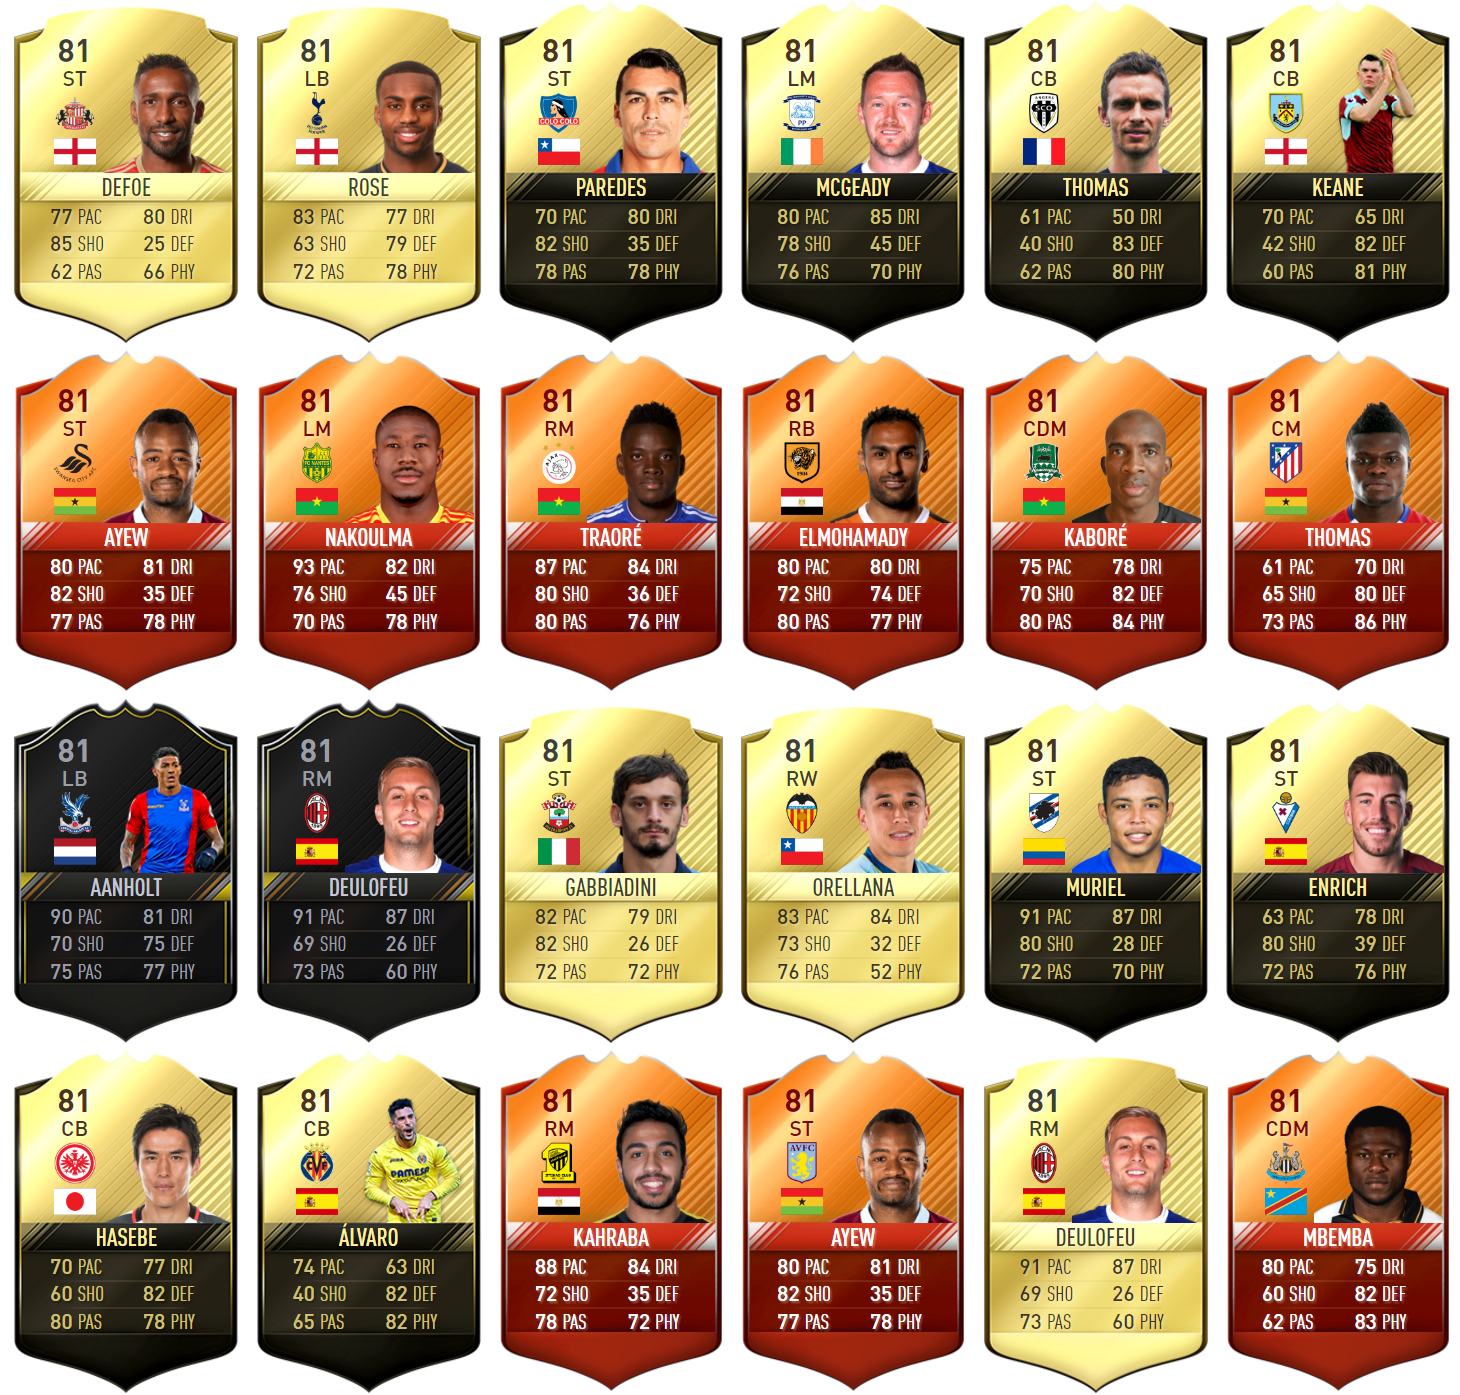 81 81 81 81 81 81
ST LB ST LM CB CB
COLO COLO PP SCO
DEFOE ROSE PAREDES MCGEADY THOMAS KEANE
77 PAC 80 DRI 83 PAC 77 DRI 70 PAC 80 DRI 80 PAC 85 DRI 61 PAC 50 DRI 70 PAC 65 DRI
85 SHO 25 DEF 63 SHO 79 DEF 82 SHO 35 DEF 78 SHO 45 DEF 40 SHO 83 DEF 42 SHO 82 DEF
62 PAS 66 PHY 72 PAS 78 PHY 78 PAS 78 PHY 76 PAS 70 PHY 62 PAS 80 PHY 60 PAS 81 PHY
81 81 81 81 81 81
ST LM RM RB CDM CM
AYEW NAKOULMA TRAORÉ ELMOHAMADY KABORÉ THOMAS
80 PAC 81 DRI 93 PAC 82 DRI 87 PAC 84 DRI 80 PAC 80 DRI 75 PAC 78 DRI 61 PAC 70 DRI
82 SHO 35 DEF 76 SHO 45 DEF 80 SHO 36 DEF 72 SHO 74 DEF 70 SHO 82 DEF 65 SHO 80 DEF
77 PAS 78 PHY 70 PAS 78 PHY 80 PAS 76 PHY 80 PAS 77 PHY 80 PAS 84 PHY 73 PAS 86 PHY
81 81 81 81 81 81
LB RM ST RW ST ST
AANHOLT DEULOFEU GABBIADINI ORELLANA MURIEL ENRICH
90 PAC 81 DRI 91 PAC 87 DRI 82 PAC 79 DRI 83 PAC 84 DRI 91 PAC 87 DRI 63 PAC 78 DRI
70 SHO 75 DEF 69 SHO 26 DEF 82 SHO 26 DEF 73 SHO 32 DEF 80 SHO 28 DEF 80 SHO 39 DEF
75 PAS 77 PHY 73 PAS 60 PHY 72 PAS 72 PHY 76 PAS 52 PHY 72 PAS 70 PHY 72 PAS 76 PHY
81 81 81 81 81 81
CB CB RM ST RM CDM
AVFC
PAMESA
HASEBE ÁLVARO KAHRABA AYEW DEULOFEU MBEMBA
70 PAC 77 DRI 74 PAC 63 DRI 88 PAC 84 DRI 80 PAC 81 DRI 91 PAC 87 DRI 80 PAC 75 DRI
60 SHO 82 DEF 40 SHO 82 DEF 72 SHO 35 DEF 82 SHO 35 DEF 69 SHO 26 DEF 60 SHO 82 DEF
80 PAS 78 PHY 65 PAS 82 PHY 78 PAS 72 PHY 77 PAS 78 PHY 73 PAS 60 PHY 62 PAS 83 PHY